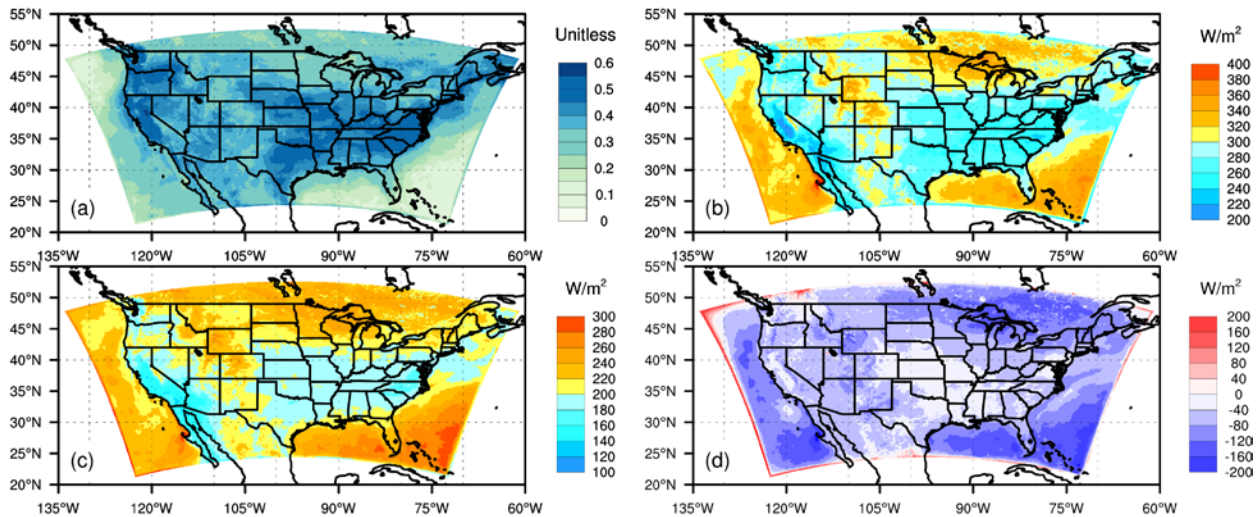 55°N
50°N
45°N
40°N
35°N
30°N
25°N
20°N
(a)
135°W 120°W 105°W 90°W 75°W 60°W
Unitless
0.6
0.5
0.4
0.3
0.2
0.1
0
55°N
50°N
45°N
40°N
35°N
30°N
25°N
20°N
(b)
135°W 120°W 105°W 90°W 75°W 60°W
W/m²
400
380
360
340
320
300
280
260
240
220
200
55°N
50°N
45°N
40°N
35°N
30°N
25°N
20°N
(c)
135°W 120°W 105°W 90°W 75°W 60°W
W/m²
300
280
260
240
220
200
180
160
140
120
100
55°N
50°N
45°N
40°N
35°N
30°N
25°N
20°N
(d)
135°W 120°W 105°W 90°W 75°W 60°W
W/m²
200
160
120
80
40
0
-40
-80
-120
-160
-200